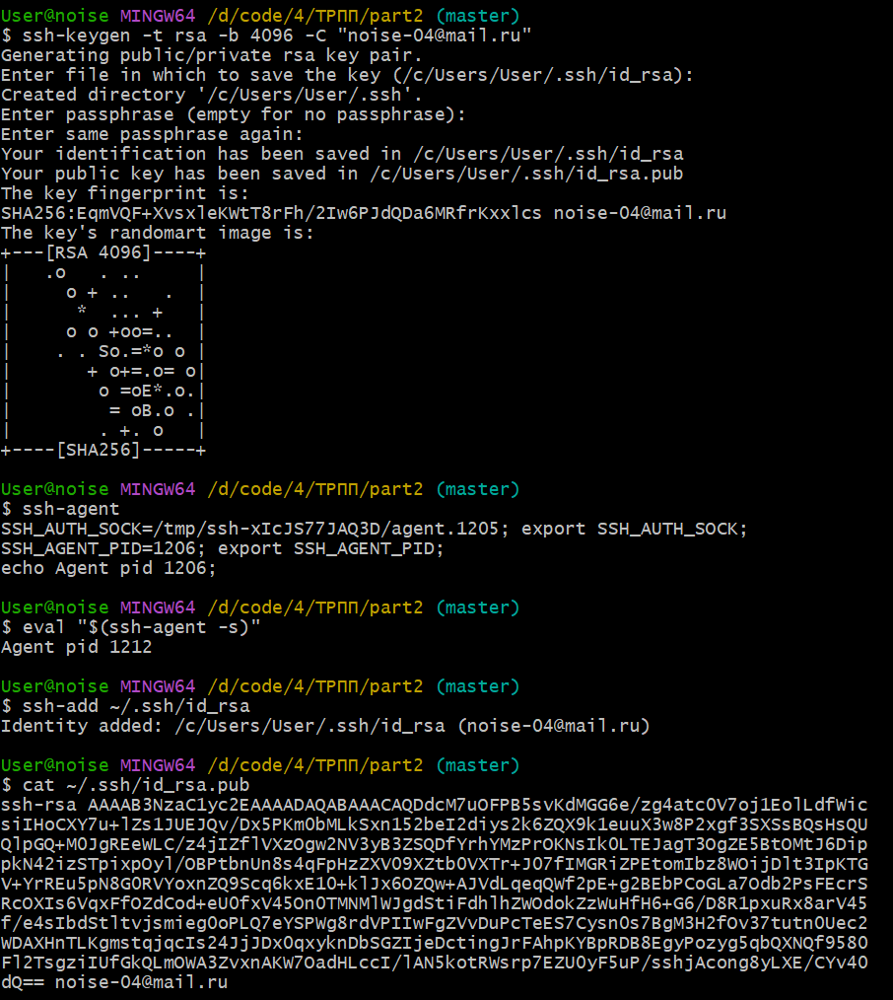 User@noise MINGW64 /d/code/4/ТРПП/part2 (master)
$ ssh-keygen -t rsa -b 4096 -C "noise-04@mail.ru"
Generating public/private rsa key pair.
Enter file in which to save the key (/c/Users/User/.ssh/id_rsa):
Created directory '/c/Users/User/.ssh'.
Enter passphrase (empty for no passphrase):
Enter same passphrase again:
Your identification has been saved in /c/Users/User/.ssh/id_rsa
Your public key has been saved in /c/Users/User/.ssh/id_rsa.pub
The key fingerprint is:
SHA256:EqmVQF+XvsxleKWtT8rFh/2Iw6PJdQDa6MRfrKxxlcs noise-04@mail.ru
The key's randomart image is:
+---[RSA 4096]----+
|   .o   . ..     |
|     o + ..   .  |
|      *  ... +   |
|     o o +oo=..  |
|    . . So.=*o o |
|       + o+=.o= o|
|        o =oE*.o.|
|         = oB.o .|
|        . +. o   |
+----[SHA256]-----+
User@noise MINGW64 /d/code/4/ТРПП/part2 (master)
$ ssh-agent
SSH_AUTH_SOCK=/tmp/ssh-xIcJS77JAQ3D/agent.1205; export SSH_AUTH_SOCK;
SSH_AGENT_PID=1206; export SSH_AGENT_PID;
echo Agent pid 1206;
User@noise MINGW64 /d/code/4/ТРПП/part2 (master)
$ eval "$(ssh-agent -s)"
Agent pid 1212
User@noise MINGW64 /d/code/4/ТРПП/part2 (master)
$ ssh-add ~/.ssh/id_rsa
Identity added: /c/Users/User/.ssh/id_rsa (noise-04@mail.ru)
User@noise MINGW64 /d/code/4/ТРПП/part2 (master)
$ cat ~/.ssh/id_rsa.pub
ssh-rsa AAAAB3NzaC1yc2EAAAADAQABAAACAQDdcM7uOFPB5svKdMGG6e/zg4atc0V7oj1EolLdfWic
siIHoCXY7u+lZs1JUEJQv/Dx5PKm0bMLkSxn152beI2diys2k6ZQX9k1euuX3w8P2xgf3SXSsBQsHsQU
QlpGQ+M0JgREeWLC/z4jIZflVXzOgw2NV3yB3ZSQDfYrhYMzPrOKNsIk0LTEJagT3OgZE5BtOMtJ6Dip
pkN42izSTpixpOyl/OBPtbnUn8s4qFpHzZXV09XZtb0VXTr+JO7fIMGRiZPEtomIbz8WOijDlt3IpKTG
V+YrREu5pN8G0RVYoxnZQ9Scq6kxE10+klJx6OZQw+AJVdLqeqQWf2pE+g2BEbPCoGLa7Odb2PsFEcrS
RcOXIs6VqxFfOZdCod+eUOfxV45OnOTMNMlWJgdStiFdhlhZWOdokZzWuHfH6+G6/D8R1pxuRx8arV45
f/e4sIbdStltvjsmieg0oPLQ7eYSPWg8rdVPIIwFgZVvDuPcTeES7CysnOs7BgM3H2fOv37tutn0Uec2
WDAXHnTLKgmstqjqcIs24JjJDxOqxyknDbSGZIjeDctingJrFAhpKYBpRDB8EgyPozyg5qbQXNQf9580
Fl2TsgziIUfGkQLmOWA3ZvxnAKW7OadHLccI/lAN5kotRWsrp7EZU0yF5uP/sshjAcong8yLXE/CYv40
dQ== noise-04@mail.ru